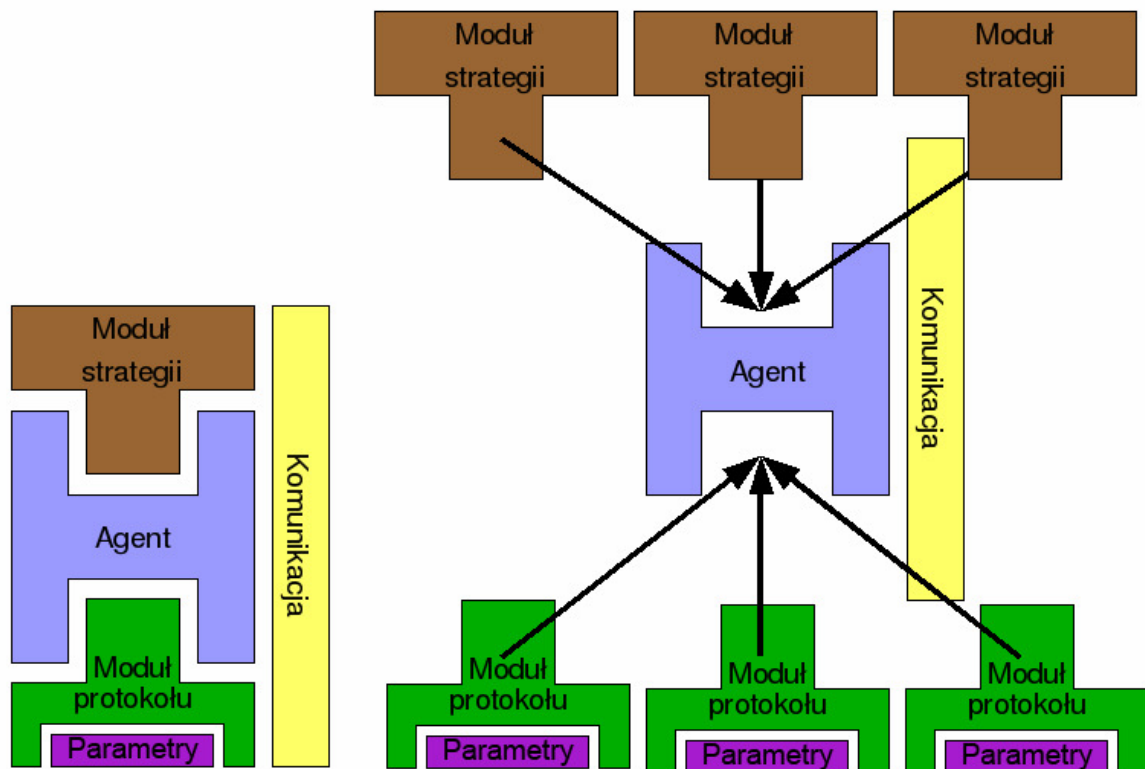 Moduł
strategii
Moduł
strategii
Moduł
strategii
Agent
Komunikacja
Moduł
strategii
Agent
Komunikacja
Moduł
protokołu
Parametry
Moduł
protokołu
Parametry
Moduł
protokołu
Parametry
Moduł
protokołu
Parametry